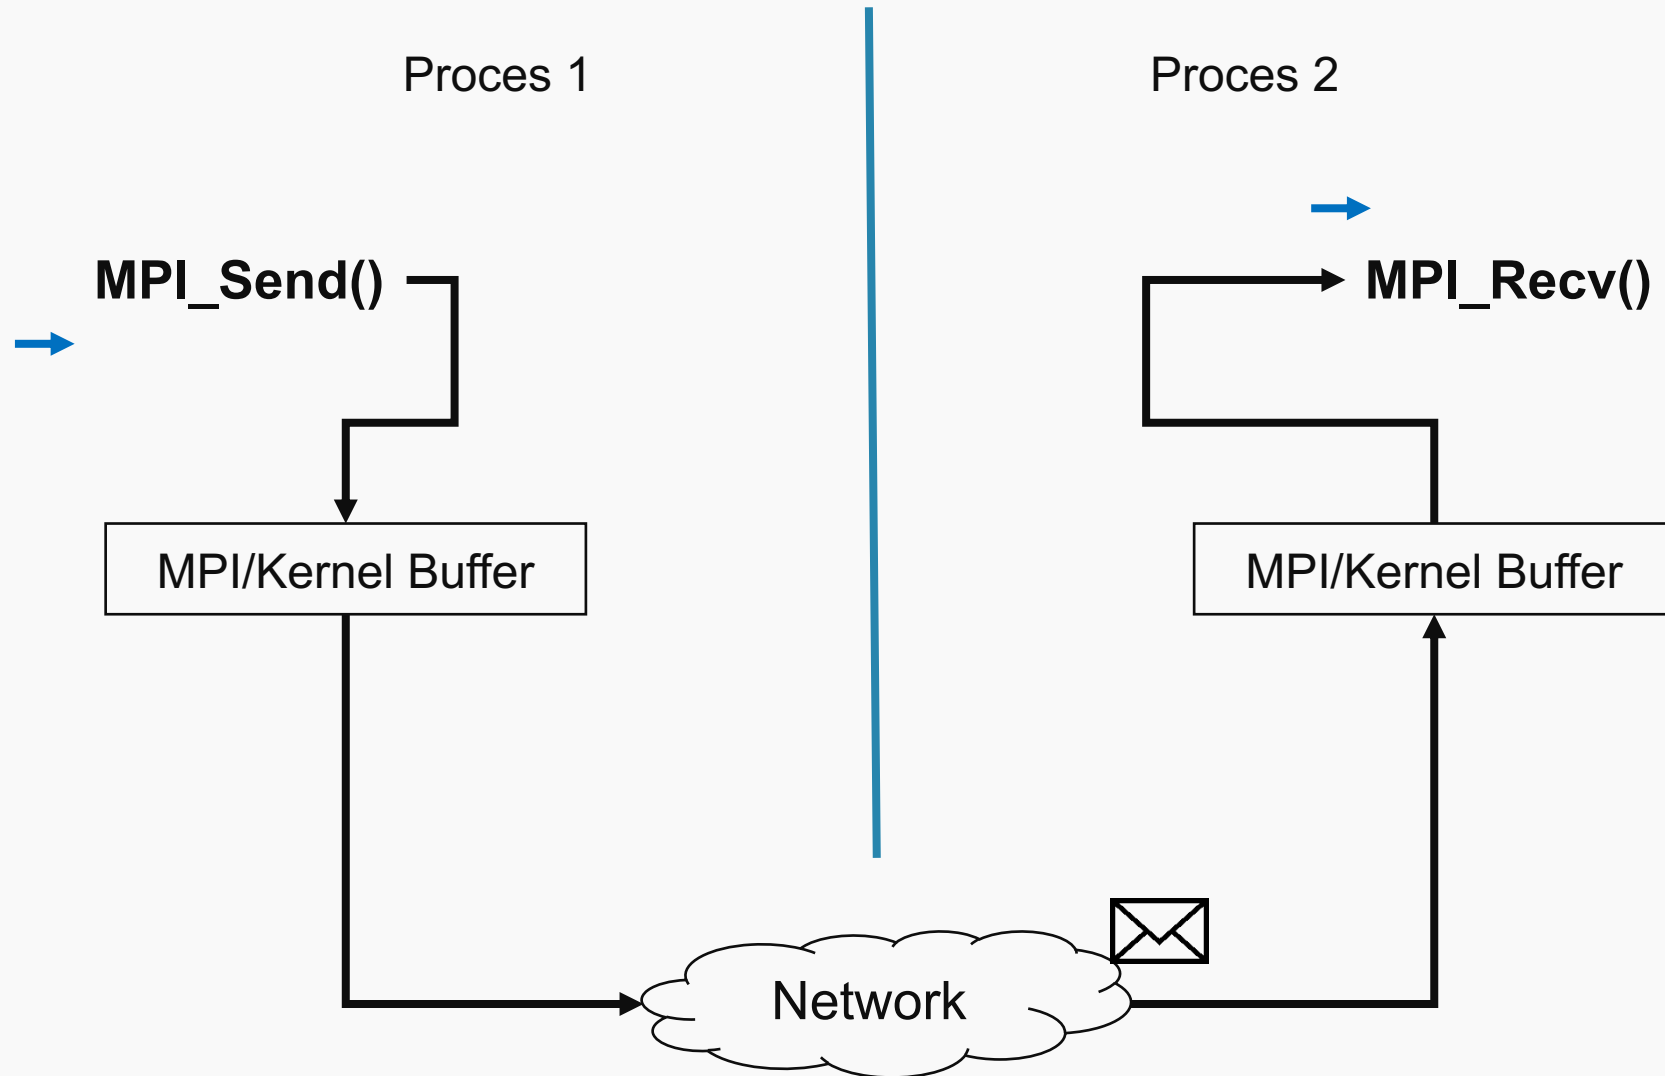 Proces 1
Proces 2
MPI_Send()
MPI_Recv()
MPI/Kernel Buffer
MPI/Kernel Buffer
Network